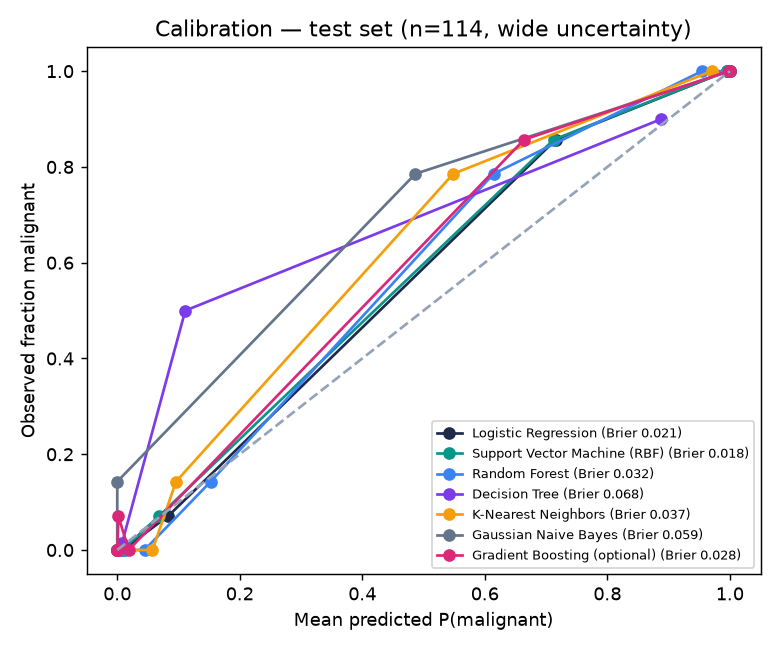 Calibration — test set (n=114, wide uncertainty)
1.0
0.8
0.6
0.4
0.2
0.0
Observed fraction malignant
Logistic Regression (Brier 0.021)
Support Vector Machine (RBF) (Brier 0.018)
Random Forest (Brier 0.032)
Decision Tree (Brier 0.068)
K-Nearest Neighbors (Brier 0.037)
Gaussian Naive Bayes (Brier 0.059)
Gradient Boosting (optional) (Brier 0.028)
0.0 0.2 0.4 0.6 0.8 1.0
Mean predicted P(malignant)